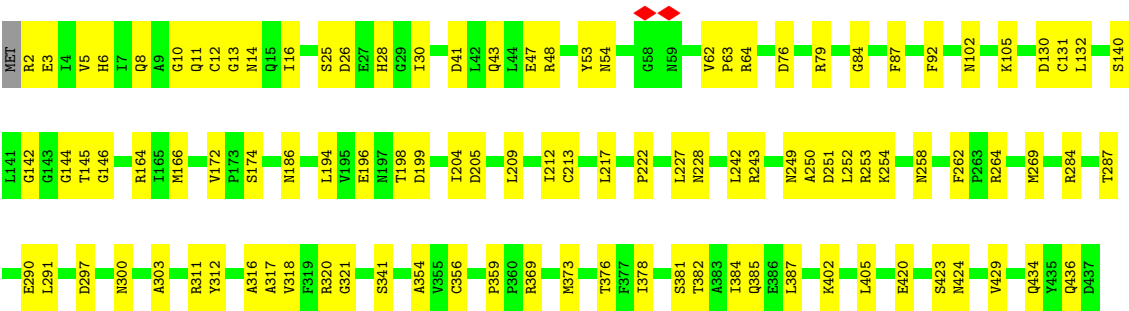 MET R2 E3 I4 V5 H6 I7 Q8 A9 G10 Q11 C12 G13 N14 Q15 I16 S25 D26 E27 H28 G29 I30 D41 L42 Q43 L44 E47 R48 Y53 N54 G58 N59 V62 P63 R64 D76 R79 G84 F87 F92 N102 K105 D130 C131 L132 S140
L141 G142 G143 G144 T145 G146 R164 I165 M166 V172 P173 S174 N186 L194 V195 E196 N197 T198 D199 I204 D205 L209 I212 C213 L217 P222 L227 N228 L242 R243 N249 A250 D251 L252 R253 K254 N258 F262 P263 R264 M269 R284 T287
E290 L291 D297 N300 A303 R311 Y312 A316 A317 V318 F319 R320 G321 S341 A354 V355 C356 P359 P360 R369 M373 T376 F377 I378 S381 T382 A383 I384 Q385 E386 L387 K402 L405 E420 S423 N424 V429 Q434 Y435 Q436 D437